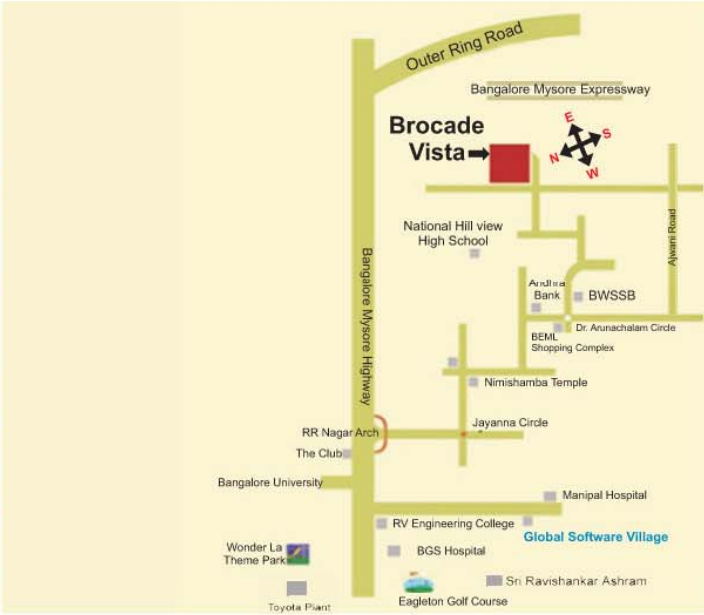 Outer Ring Road
Bangalore Mysore Expressway
Brocade
Vista
E
S
N
W
National Hill view
High School
Ajwani Road
Bangalore Mysore Highway
Andhra
Bank
BWSSB
Dr. Arunachalam Circle
BEML
Shopping Complex
Nimishamba Temple
Jayanna Circle
RR Nagar Arch
The Club
Bangalore University
Manipal Hospital
RV Engineering College
Global Software Village
Wonder La
Theme Park
BGS Hospital
Sri Ravishankar Ashram
Toyota Plant
Eagleton Golf Course